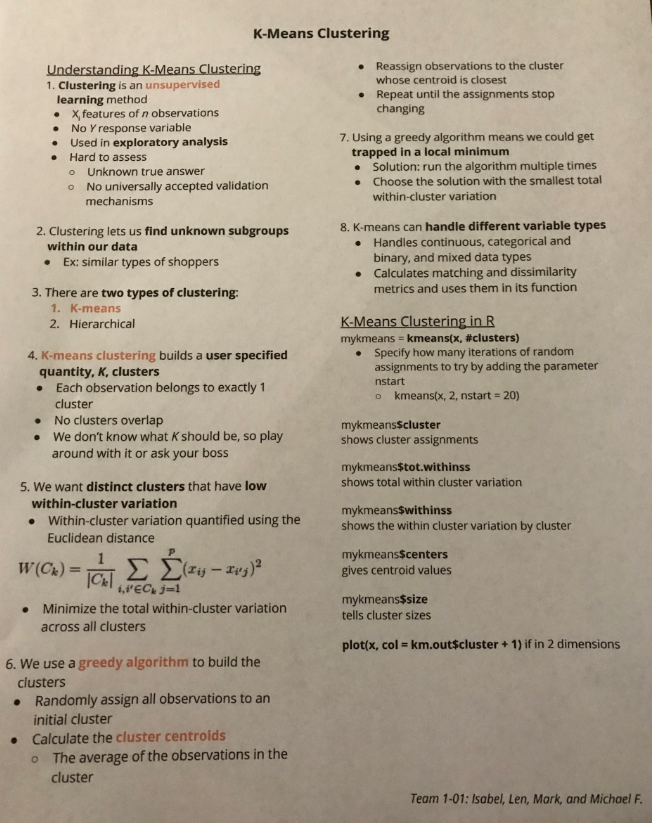 K-Means Clustering
Understanding K-Means Clustering
1. Clustering is an unsupervised
learning method
• Xᵢ features of n observations
• No Y response variable
• Used in exploratory analysis
• Hard to assess
o Unknown true answer
o No universally accepted validation
mechanisms
2. Clustering lets us find unknown subgroups
within our data
• Ex: similar types of shoppers
3. There are two types of clustering:
1. K-means
2. Hierarchical
4. K-means clustering builds a user specified
quantity, K, clusters
• Each observation belongs to exactly 1
cluster
• No clusters overlap
• We don't know what K should be, so play
around with it or ask your boss
5. We want distinct clusters that have low
within-cluster variation
• Within-cluster variation quantified using the
Euclidean distance
W(Cₖ) = 1/|Cₖ| ∑_{i,i'∈Cₖ} ∑_{j=1}^{p} (x_{ij} − x_{i'j})²
• Minimize the total within-cluster variation
across all clusters
6. We use a greedy algorithm to build the
clusters
• Randomly assign all observations to an
initial cluster
• Calculate the cluster centroids
o The average of the observations in the
cluster
• Reassign observations to the cluster
whose centroid is closest
• Repeat until the assignments stop
changing
7. Using a greedy algorithm means we could get
trapped in a local minimum
• Solution: run the algorithm multiple times
• Choose the solution with the smallest total
within-cluster variation
8. K-means can handle different variable types
• Handles continuous, categorical and
binary, and mixed data types
• Calculates matching and dissimilarity
metrics and uses them in its function
K-Means Clustering in R
mykmeans = kmeans(x, #clusters)
• Specify how many iterations of random
assignments to try by adding the parameter
nstart
o kmeans(x, 2, nstart = 20)
mykmeans$cluster
shows cluster assignments
mykmeans$tot.withinss
shows total within cluster variation
mykmeans$withinss
shows the within cluster variation by cluster
mykmeans$centers
gives centroid values
mykmeans$size
tells cluster sizes
plot(x, col = km.out$cluster + 1) if in 2 dimensions
Team 1-01: Isabel, Len, Mark, and Michael F.